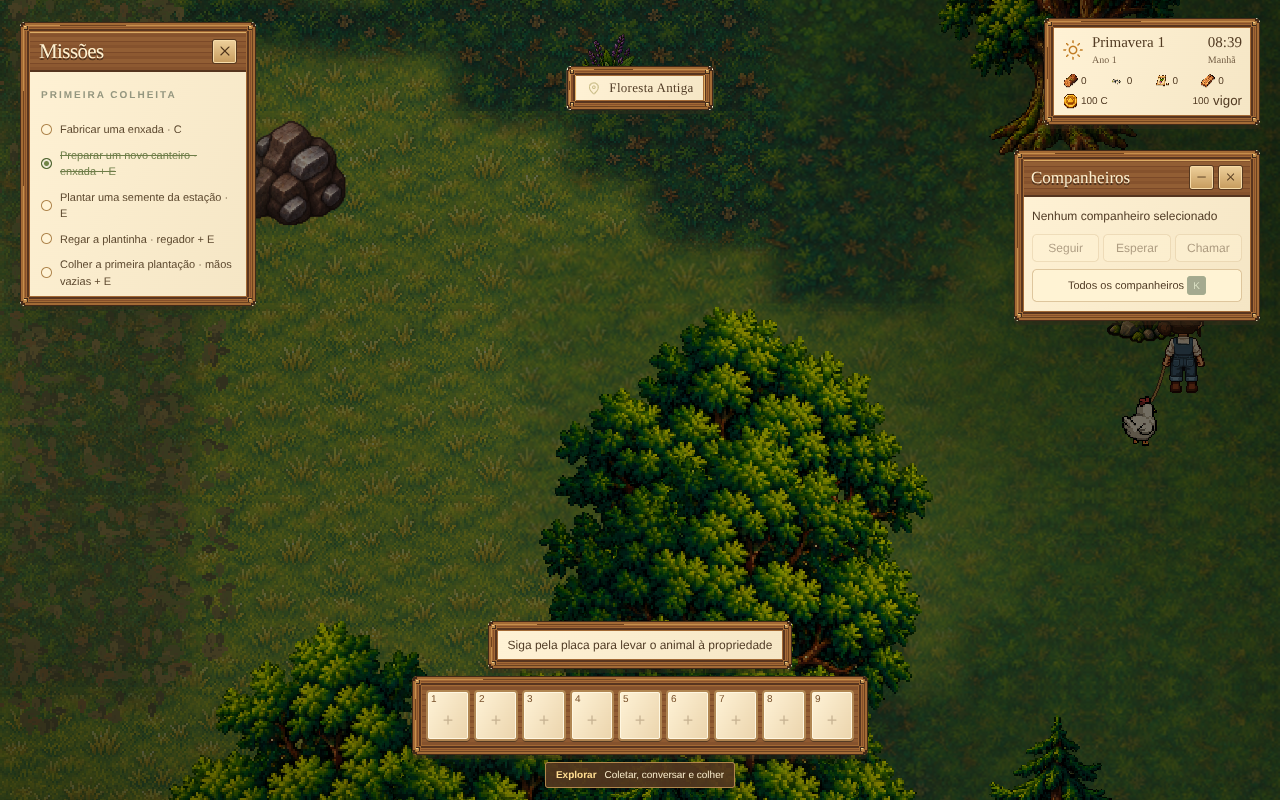 Missões
PRIMEIRA COLHEITA
Fabricar uma enxada · C
Preparar um novo canteiro ·
enxada + E
Plantar uma semente da estação ·
E
Regar a plantinha · regador + E
Colher a primeira plantação · mãos
vazias + E
Floresta Antiga
Primavera 1 08:39
Ano 1 Manhã
0 0 0 0
100 C 100 vigor
Companheiros
Nenhum companheiro selecionado
Seguir Esperar Chamar
Todos os companheiros K
Siga pela placa para levar o animal à propriedade
1 2 3 4 5 6 7 8 9
+ + + + + + + + +
Explorar Coletar, conversar e colher